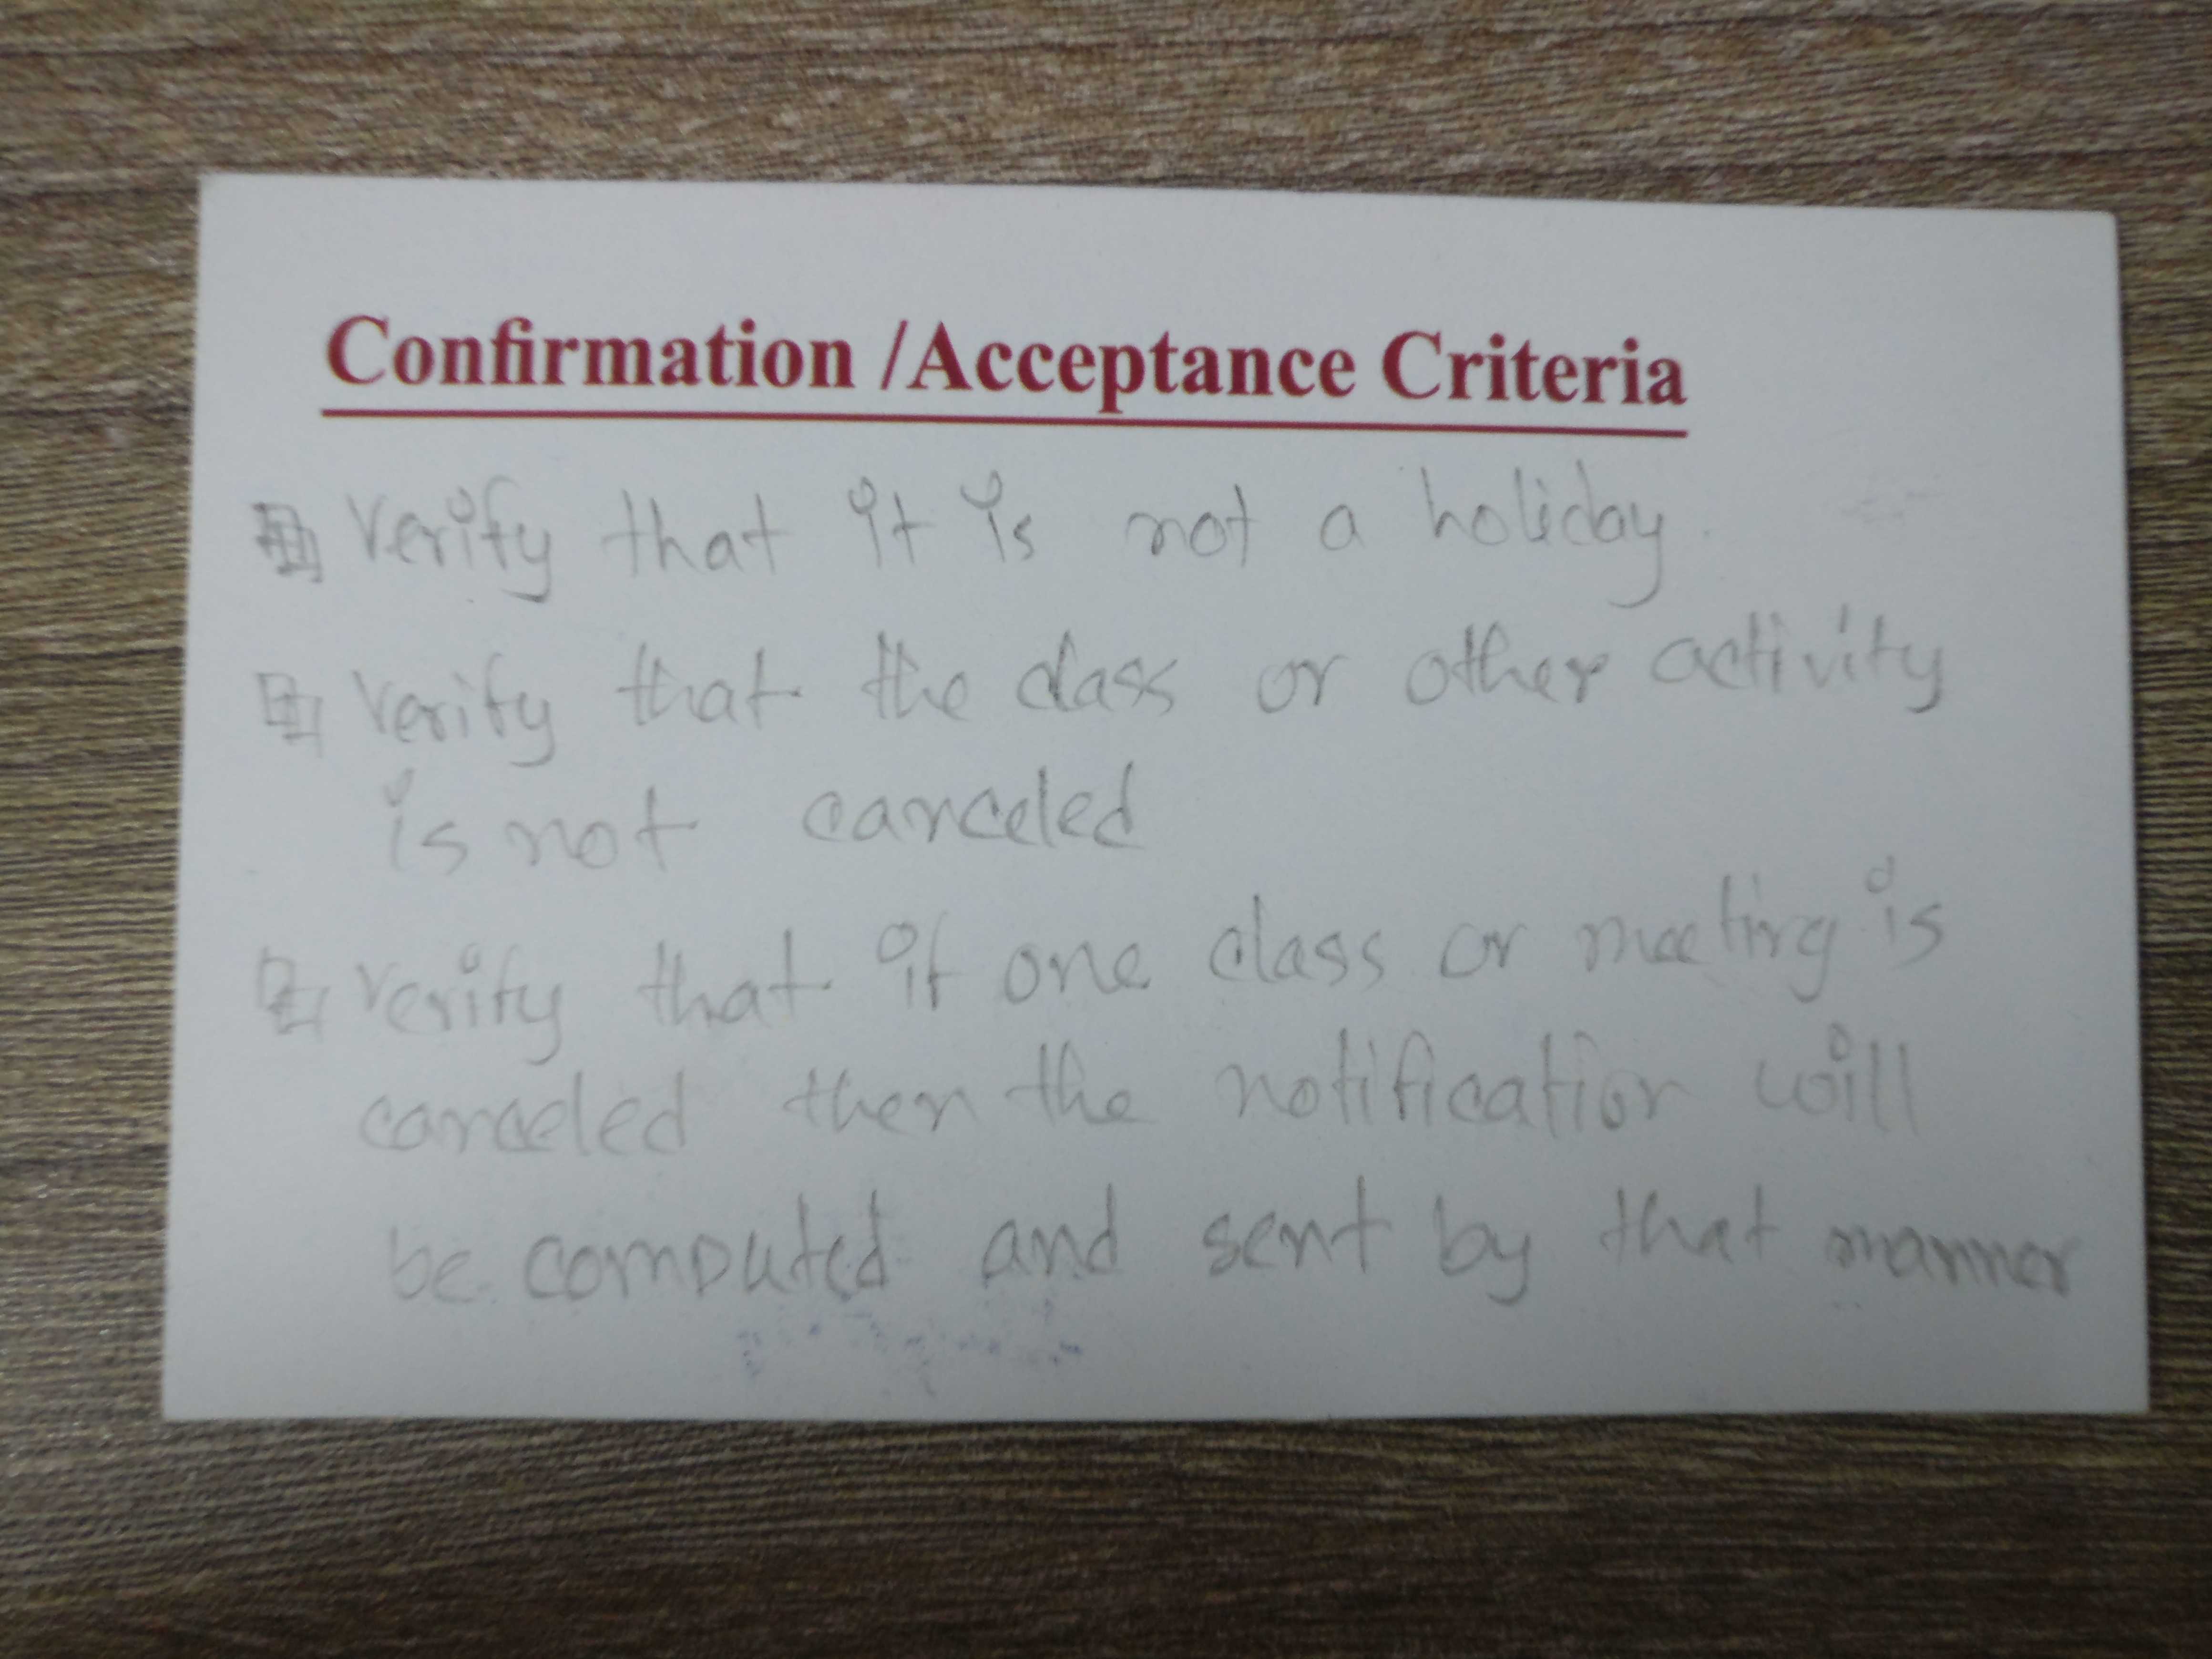 Confirmation /Acceptance Criteria
Verify that it is not a holiday.
Verify that the class or other activity
is not canceled
Verify that if one class or meeting is
canceled then the notification will
be computed and sent by that manner